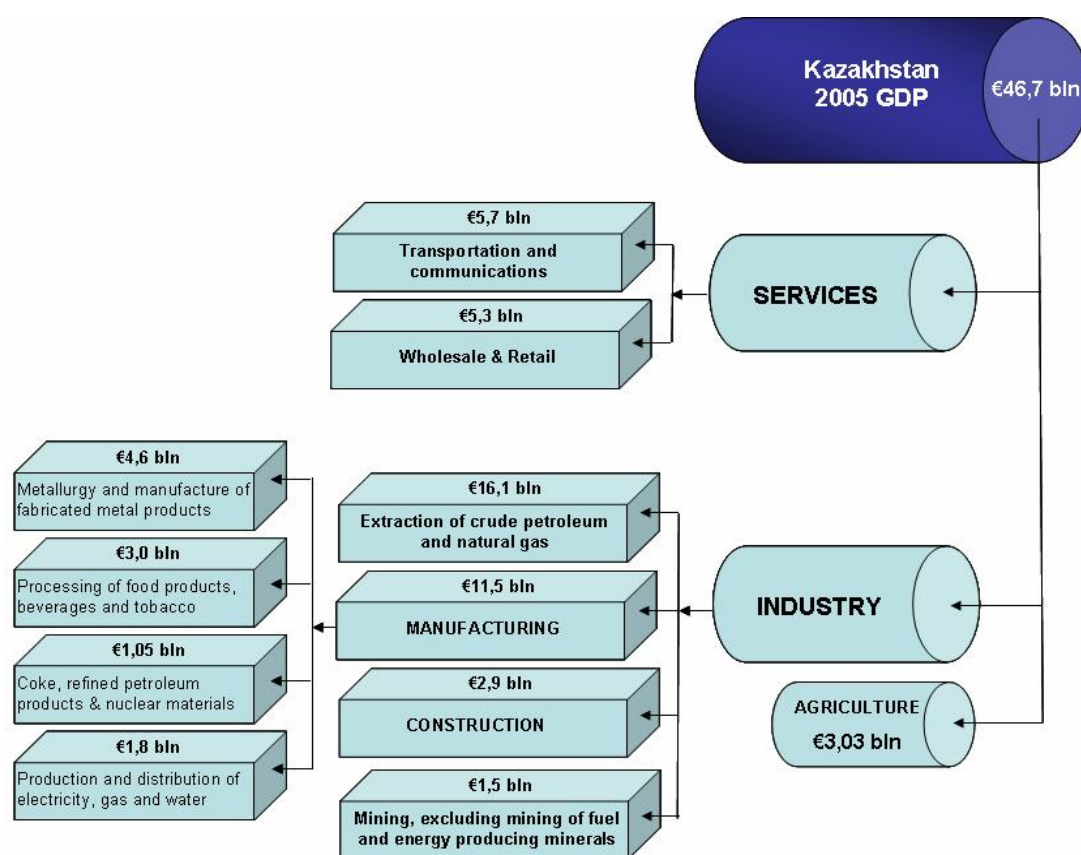 Kazakhstan
2005 GDP
€46,7 bln
€5,7 bln
Transportation and
communications
€5,3 bln
Wholesale & Retail
SERVICES
€4,6 bln
Metallurgy and manufacture of
fabricated metal products
€3,0 bln
Processing of food products,
beverages and tobacco
€1,05 bln
Coke, refined petroleum
products & nuclear materials
€1,8 bln
Production and distribution of
electricity, gas and water
€16,1 bln
Extraction of crude petroleum
and natural gas
€11,5 bln
MANUFACTURING
€2,9 bln
CONSTRUCTION
€1,5 bln
Mining, excluding mining of fuel
and energy producing minerals
INDUSTRY
AGRICULTURE
€3,03 bln